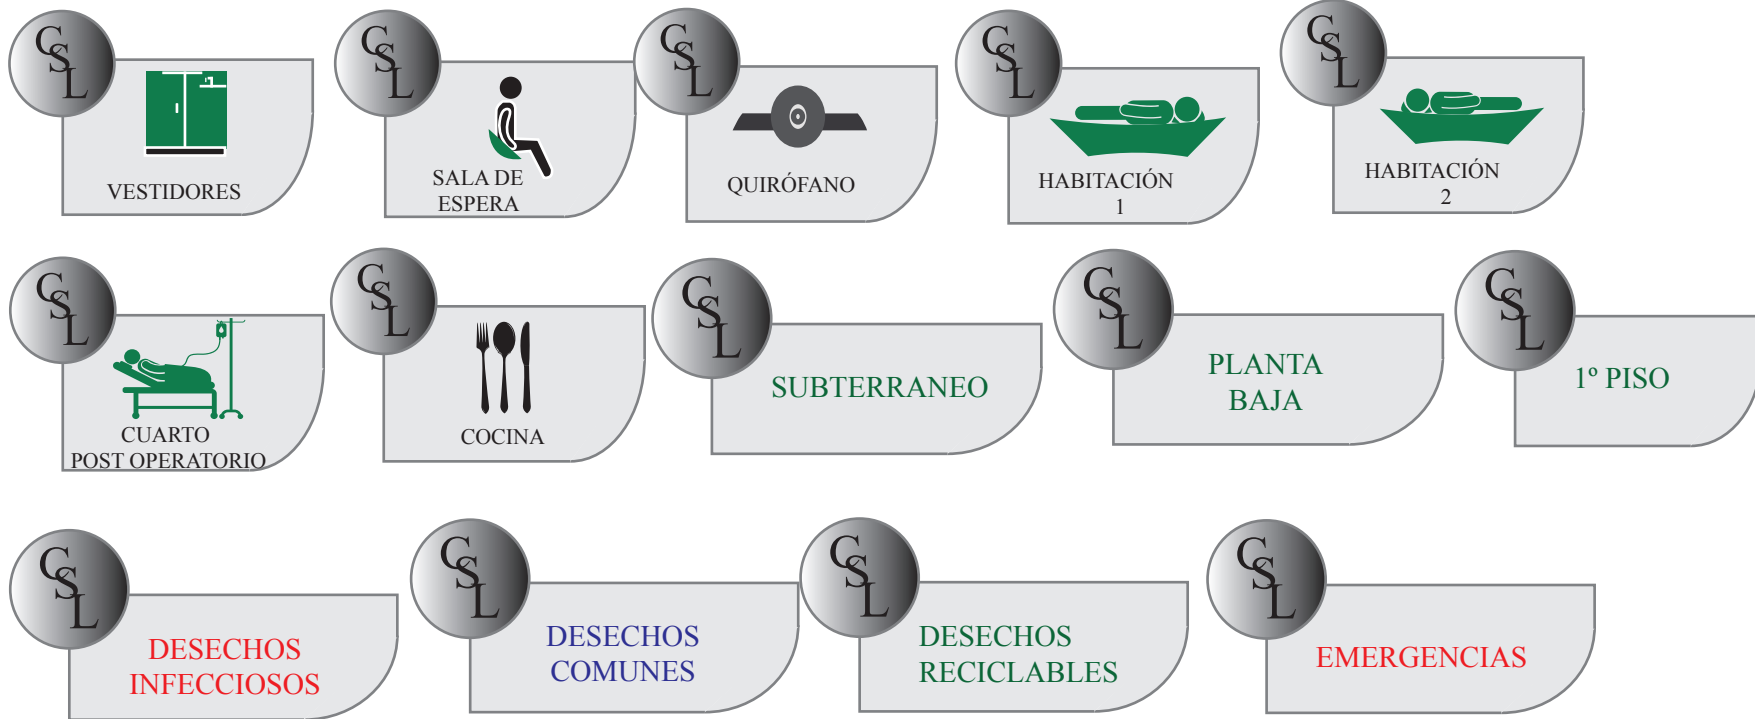 CSL
VESTIDORES
CSL
SALA DE
ESPERA
CSL
QUIRÓFANO
CSL
HABITACIÓN
1
CSL
HABITACIÓN
2
CSL
CUARTO
POST OPERATORIO
CSL
COCINA
CSL
SUBTERRANEO
CSL
PLANTA
BAJA
CSL
1º PISO
CSL
DESECHOS
INFECCIOSOS
CSL
DESECHOS
COMUNES
CSL
DESECHOS
RECICLABLES
CSL
EMERGENCIAS